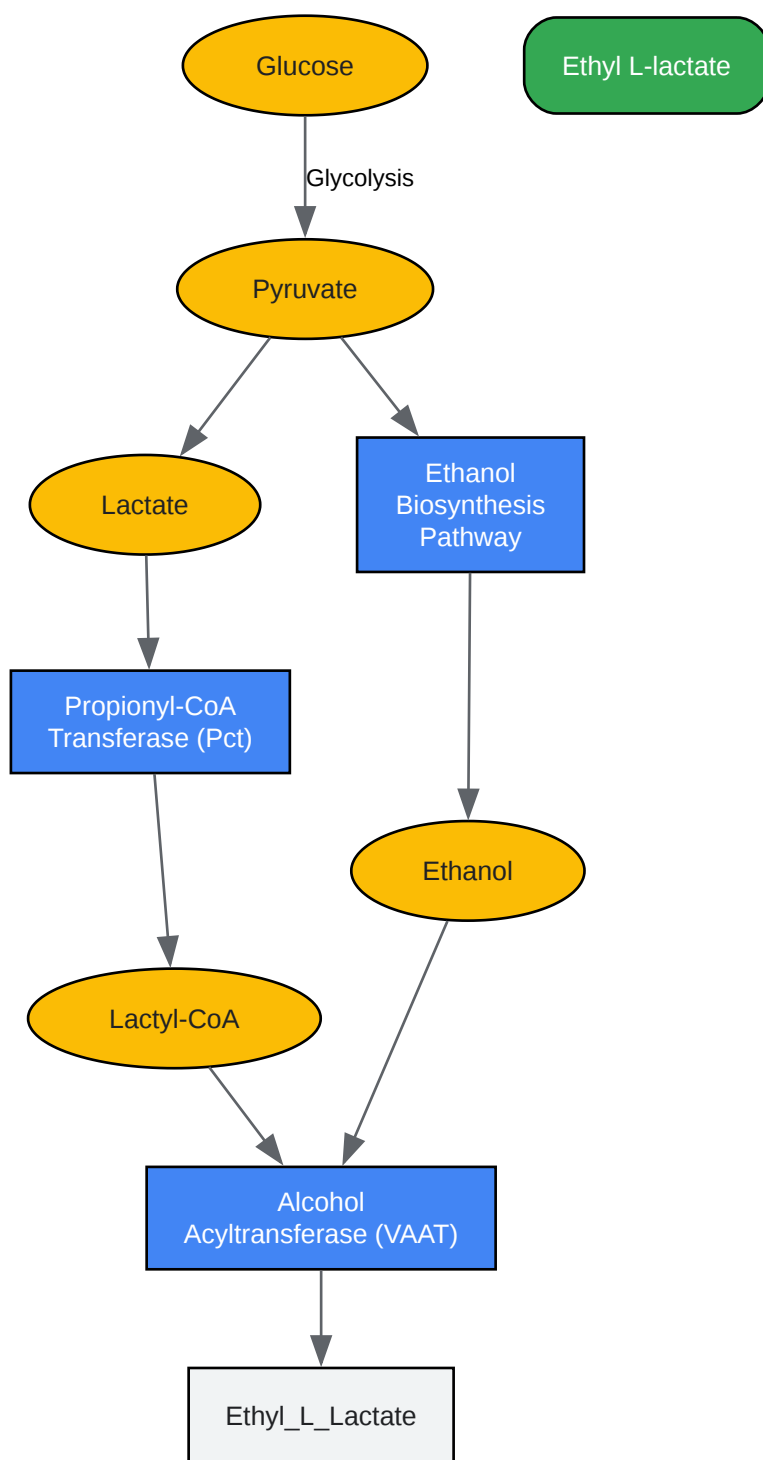 Glucose
Ethyl L-lactate
Glycolysis
Pyruvate
Lactate
Ethanol
Biosynthesis
Pathway
Propionyl-CoA
Transferase (Pct)
Ethanol
Lactyl-CoA
Alcohol
Acyltransferase (VAAT)
Ethyl_L_Lactate